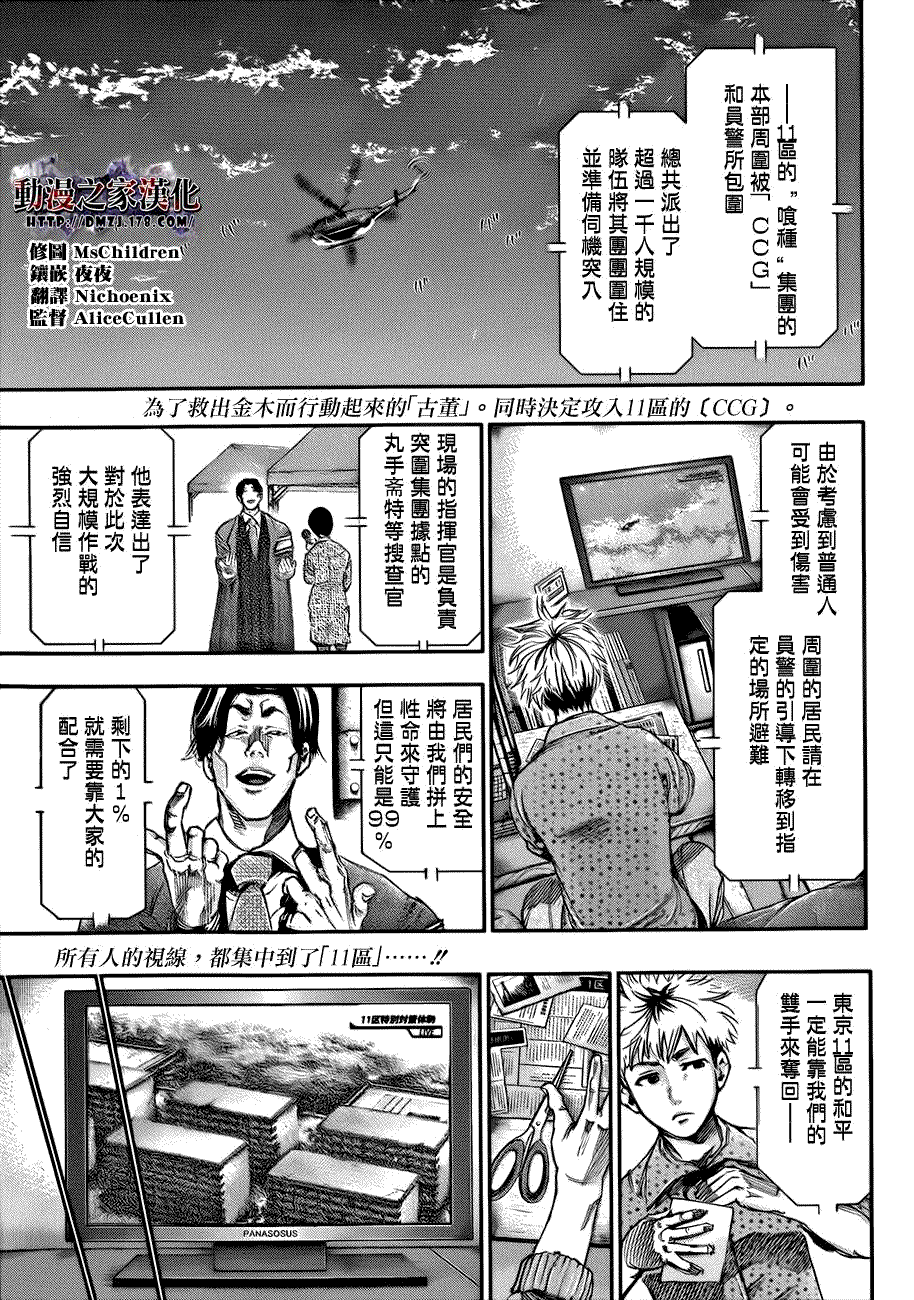 ——11區的〝喰種〝集團的
本部周圍被「CCG」
和員警所包圍
總共派出了
超過一千人規模的
隊伍將其團團圍住
並準備伺機突入
動漫之家漢化
HTTP://DMZJ.178.COM/
修圖 MsChildren
鑲嵌 夜夜
翻譯 Nichoenix
監督 AliceCullen
為了救出金木而行動起來的「古董」。同時決定攻入11區的〔CCG〕。
由於考慮到普通人
可能會受到傷害
周圍的居民請在
員警的引導下轉移到指
定的場所避難
現場的指揮官是負責
突圍集團據點的
丸手斎特等搜查官
他表達出了
對於此次
大規模作戰的
強烈自信
居民們的安全
將由我們拼上
性命來守護
但這只能是99%
剩下的1%
就需要靠大家的
配合了
所有人的視線，都集中到了「11區」……!!
東京11區的和平
一定能靠我們的
雙手來奪回——
1区
11区特別対策体勢
LIVE
PANASOSUS